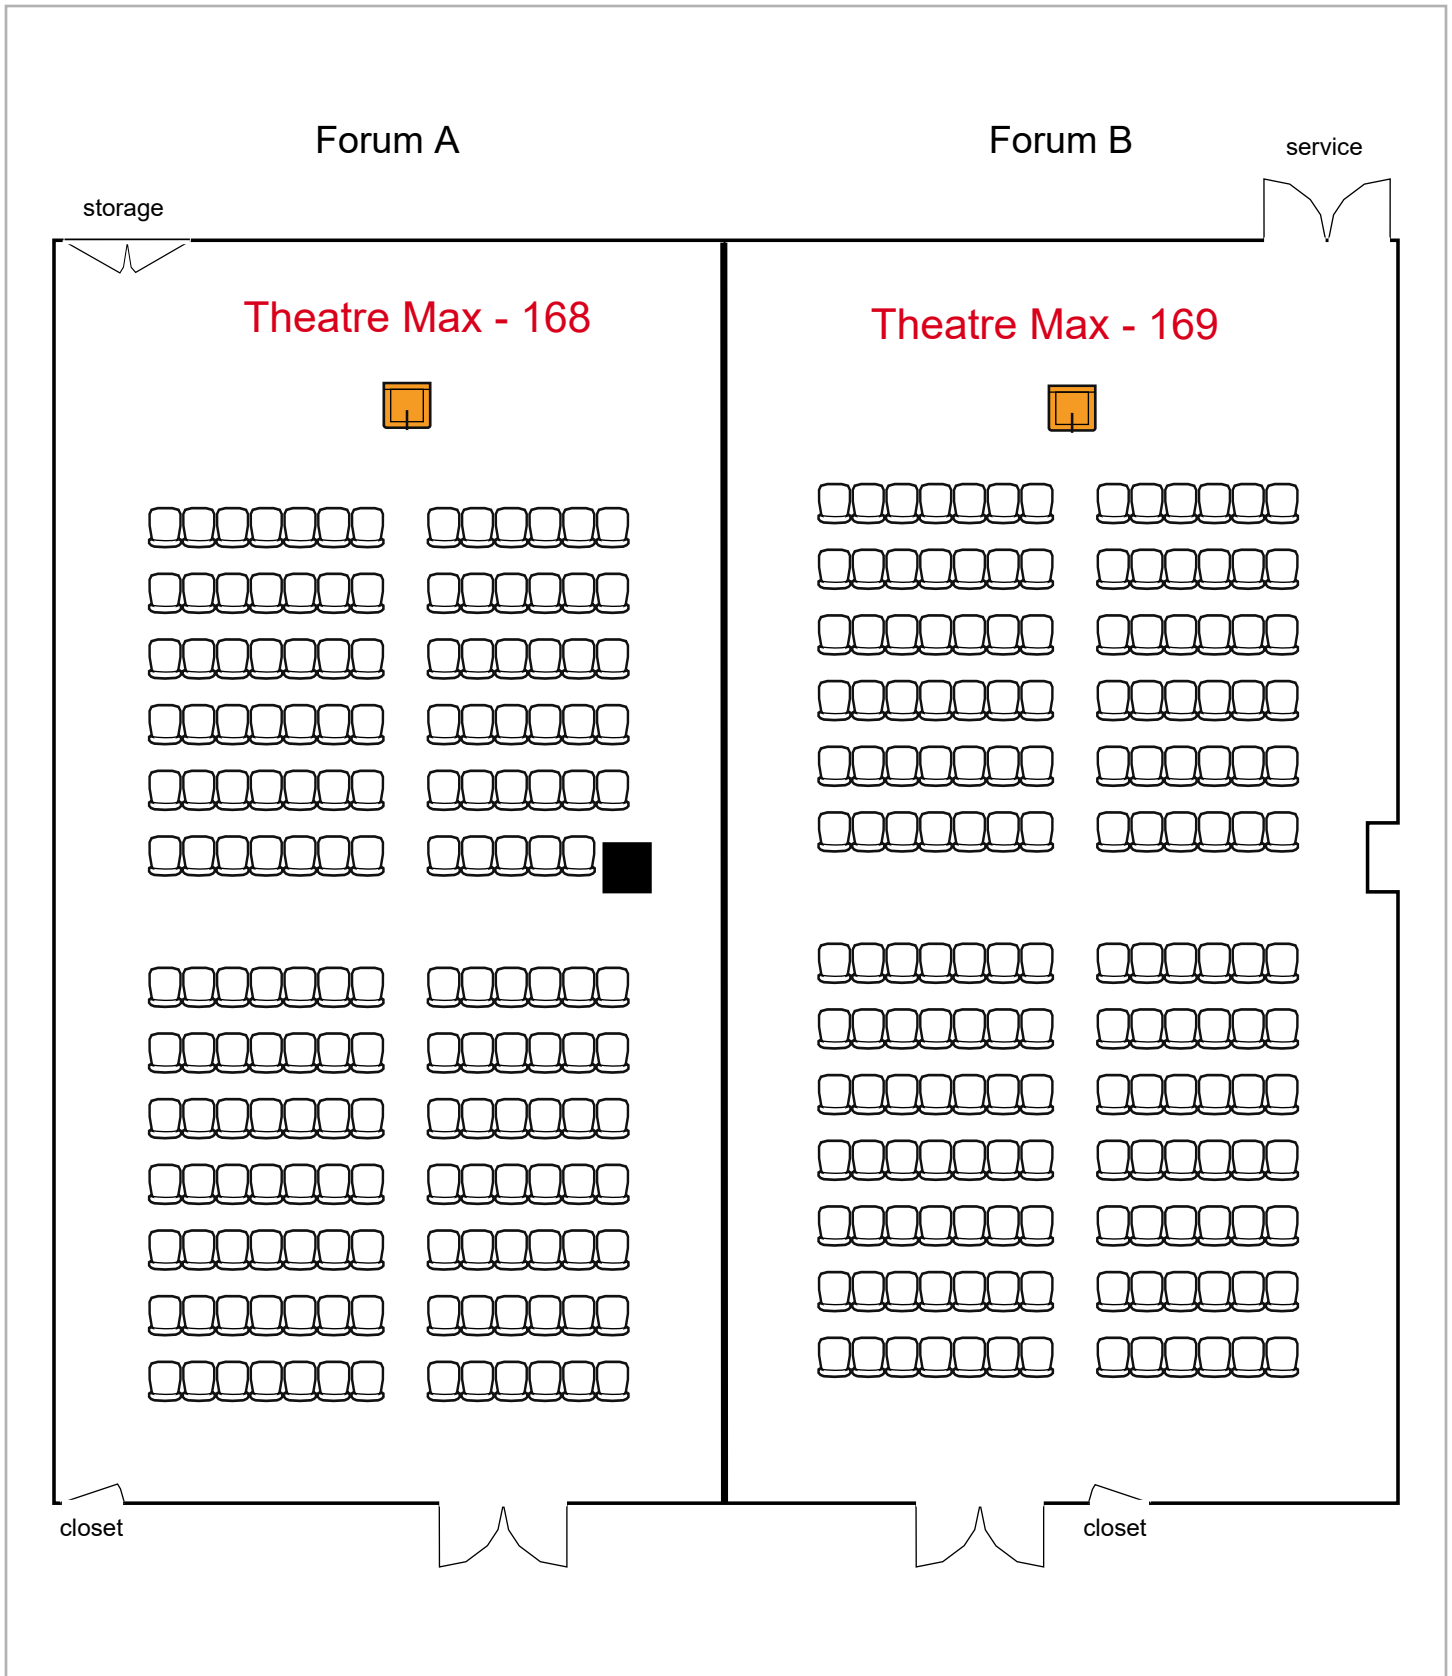 Forum A
Forum B
service
storage
Theatre Max - 168
Theatre Max - 169
closet
closet